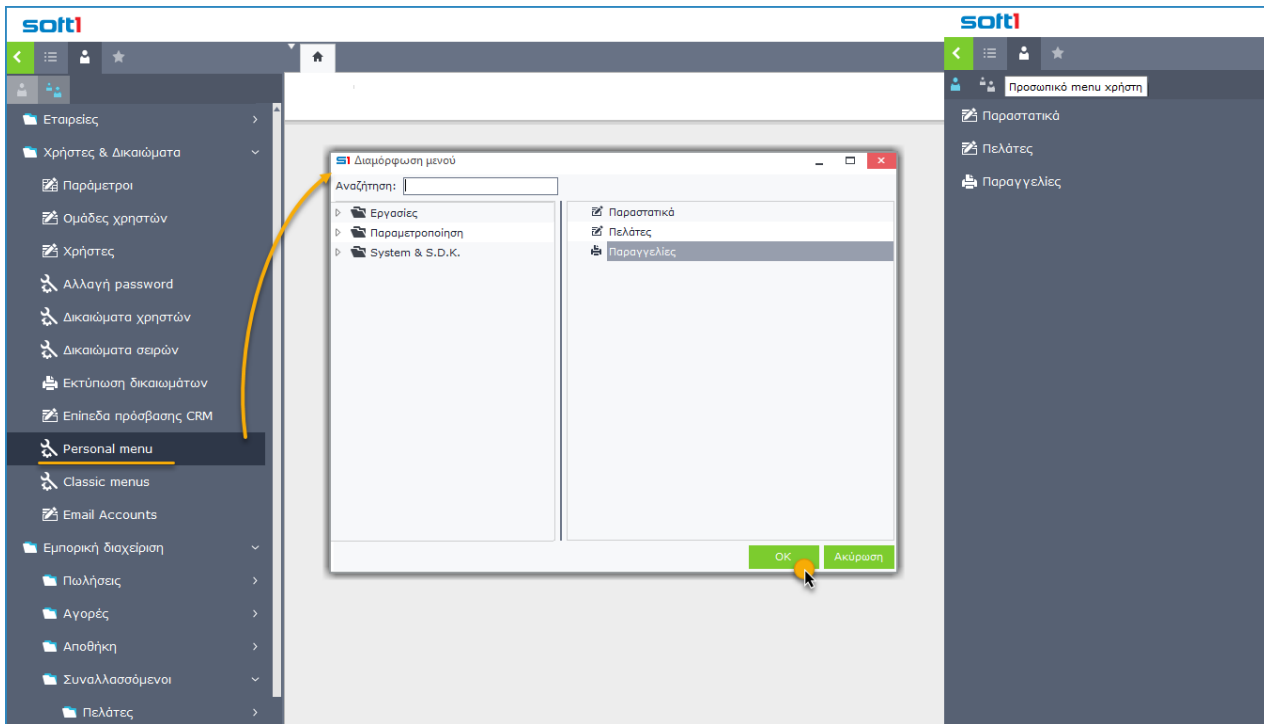 soft1
Εταιρείες
Χρήστες & Δικαιώματα
Παράμετροι
Ομάδες χρηστών
Χρήστες
Αλλαγή password
Δικαιώματα χρηστών
Δικαιώματα σειρών
Εκτύπωση δικαιωμάτων
Επίπεδα πρόσβασης CRM
Personal menu
Classic menus
Email Accounts
Εμπορική διαχείριση
Πωλήσεις
Αγορές
Αποθήκη
Συναλλασσόμενοι
Πελάτες
S1 Διαμόρφωση μενού
Αναζήτηση:
Εργασίες
Παραμετροποίηση
System & S.D.K.
Παραστατικά
Πελάτες
Παραγγελίες
OK Ακύρωση
soft1
Προσωπικό menu χρήστη
Παραστατικά
Πελάτες
Παραγγελίες